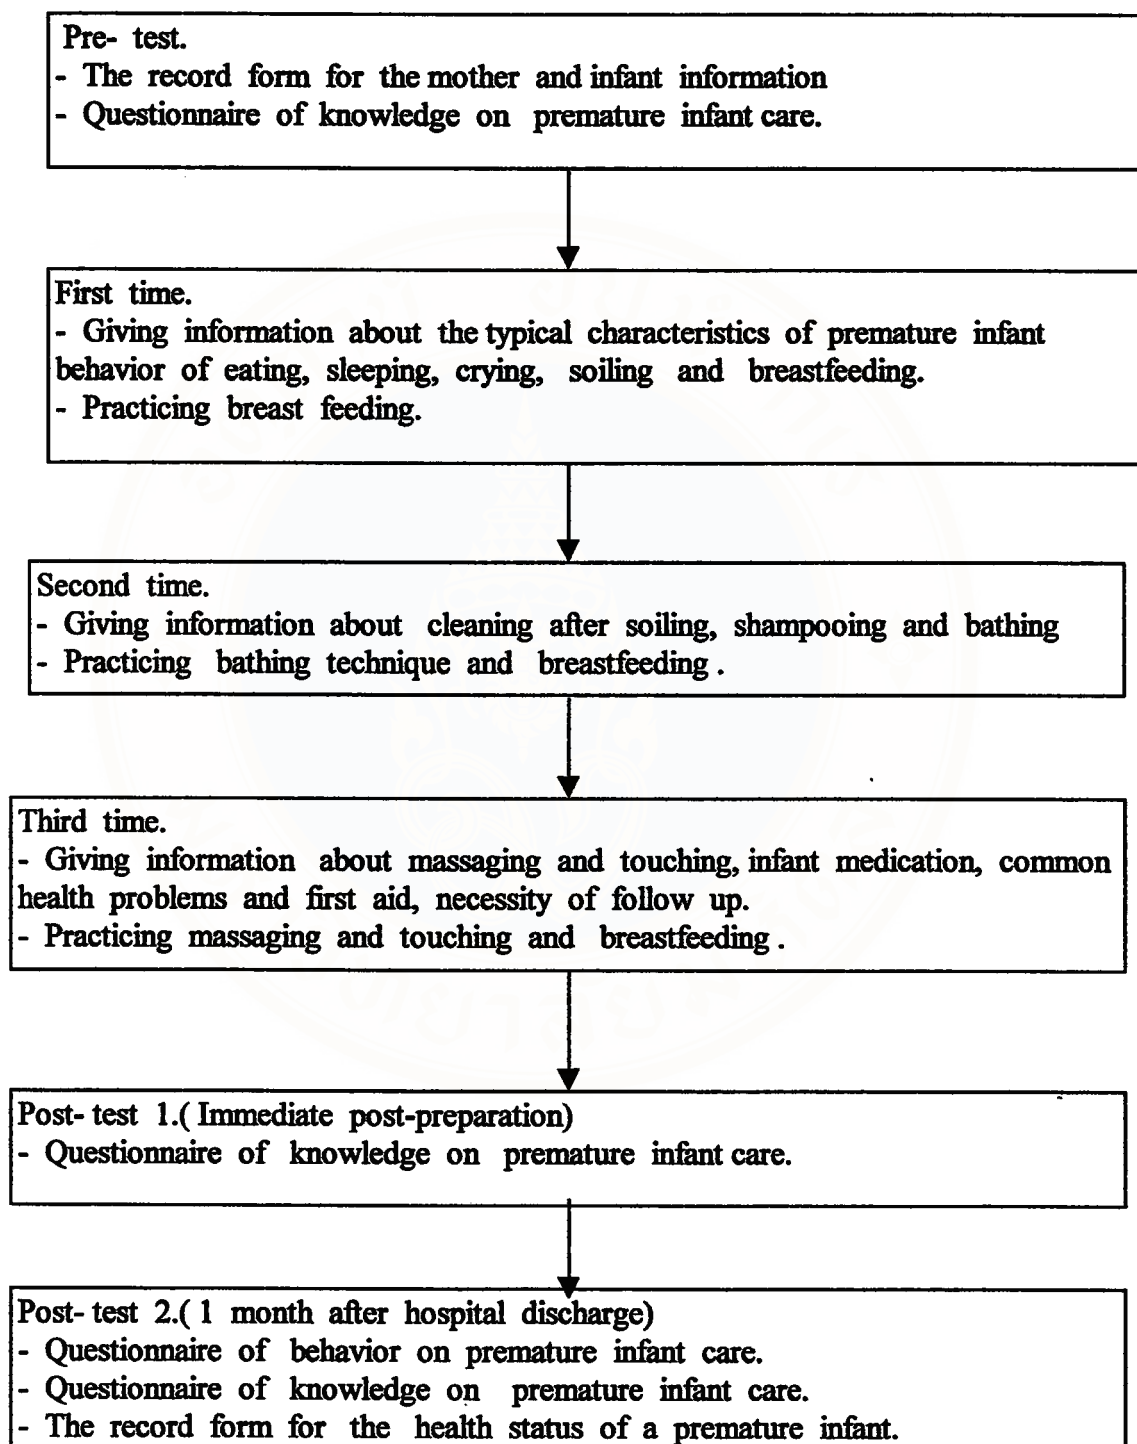 Pre- test.
- The record form for the mother and infant information
- Questionnaire of knowledge on premature infant care.
First time.
- Giving information about the typical characteristics of premature infant
behavior of eating, sleeping, crying, soiling and breastfeeding.
- Practicing breast feeding.
Second time.
- Giving information about cleaning after soiling, shampooing and bathing
- Practicing bathing technique and breastfeeding .
Third time.
- Giving information about massaging and touching, infant medication, common
health problems and first aid, necessity of follow up.
- Practicing massaging and touching and breastfeeding .
Post- test 1.( Immediate post-preparation)
- Questionnaire of knowledge on premature infant care.
Post- test 2.( 1 month after hospital discharge)
- Questionnaire of behavior on premature infant care.
- Questionnaire of knowledge on premature infant care.
- The record form for the health status of a premature infant.